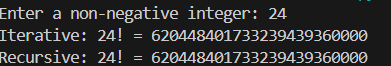 Enter a non-negative integer: 24
Iterative: 24! = 620448401733239439360000
Recursive: 24! = 620448401733239439360000